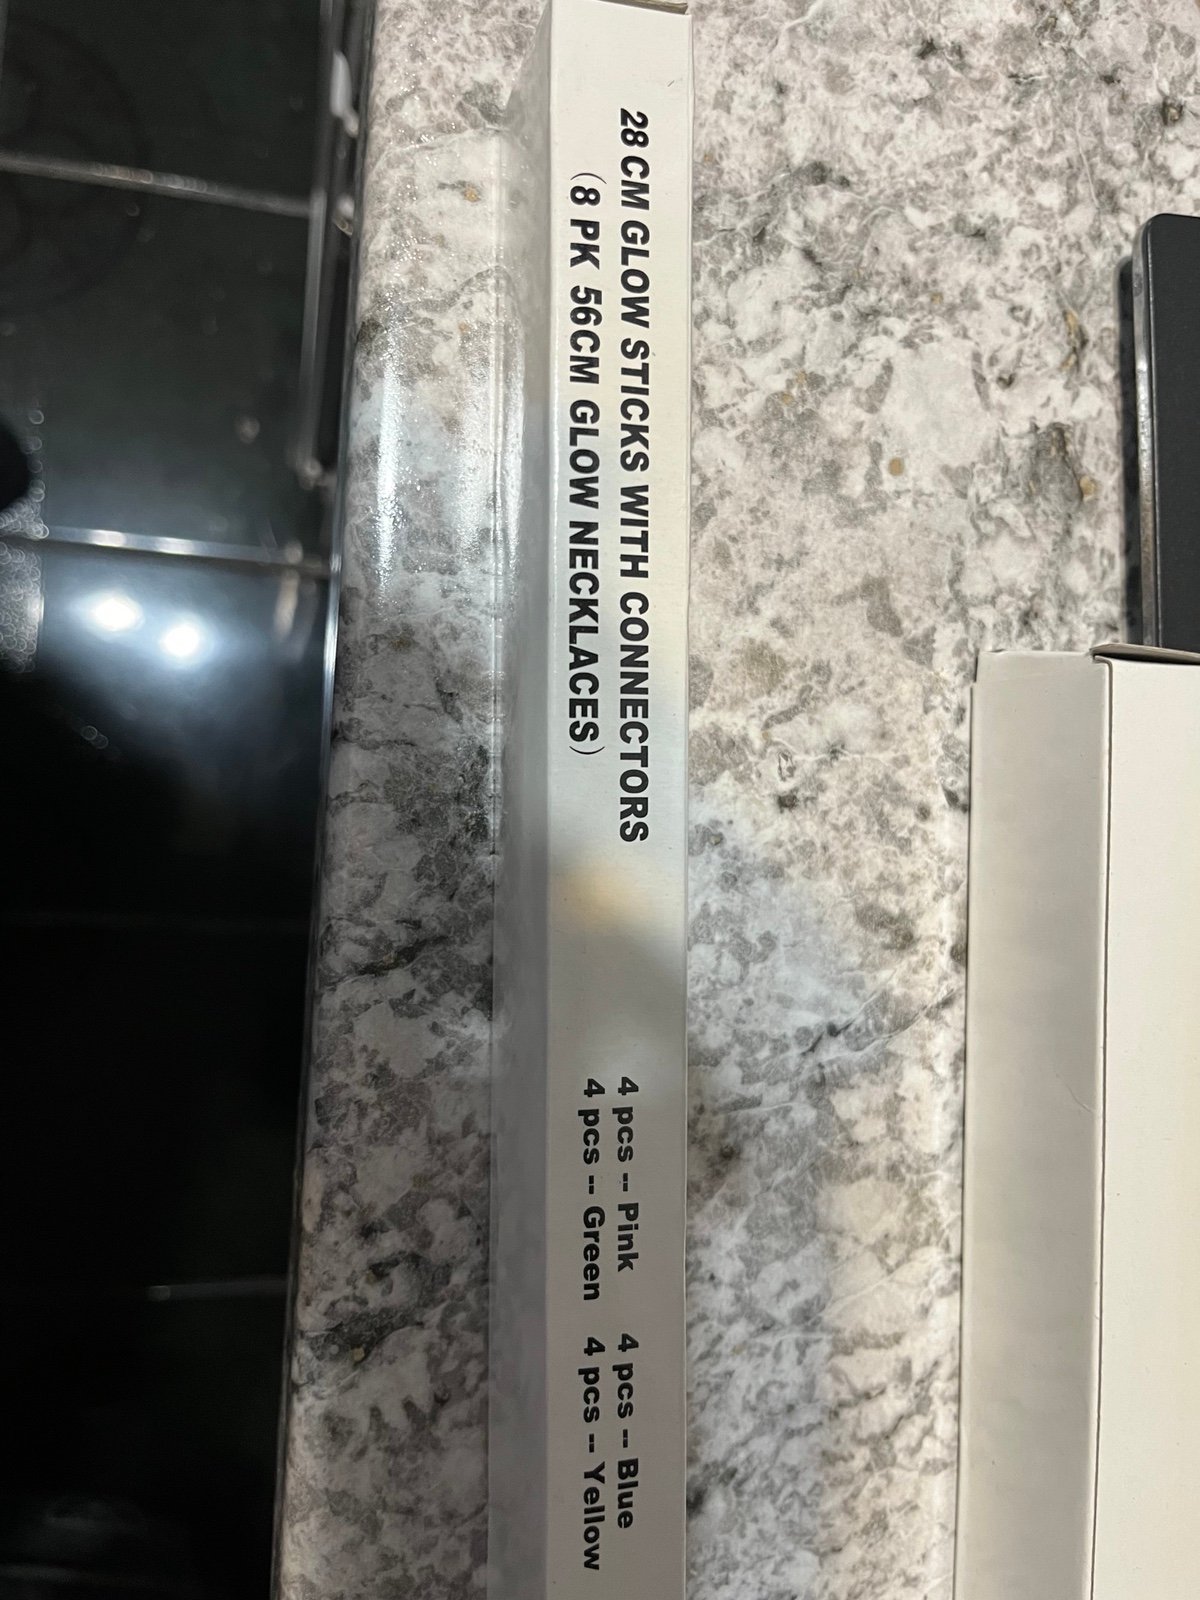 28 CM GLOW STICKS WITH CONNECTORS
(8 PK 56CM GLOW NECKLACES)
4 pcs -- Pink 4 pcs -- Blue
4 pcs -- Green 4 pcs -- Yellow